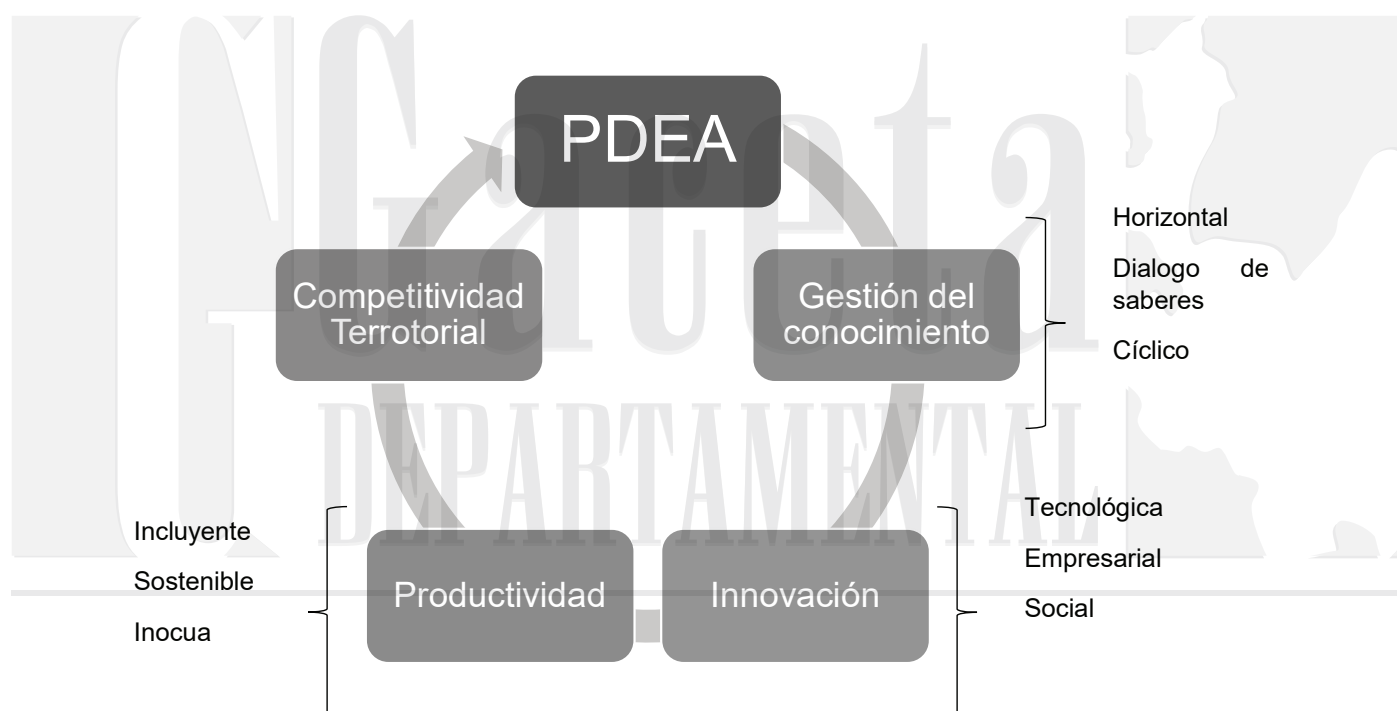 Gaceta
DEPARTAMENTAL
PDEA
Competitividad
Terrotorial
Gestión del
conocimiento
Horizontal
Dialogo de
saberes
Cíclico
Productividad
Innovación
Incluyente
Sostenible
Inocua
Tecnológica
Empresarial
Social